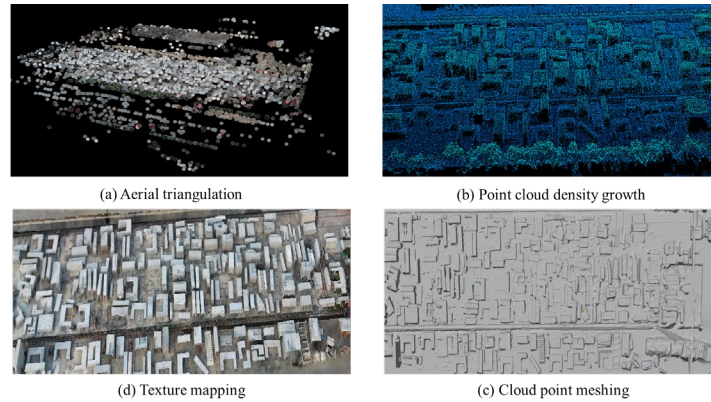 (a) Aerial triangulation
(b) Point cloud density growth
(d) Texture mapping
(c) Cloud point meshing